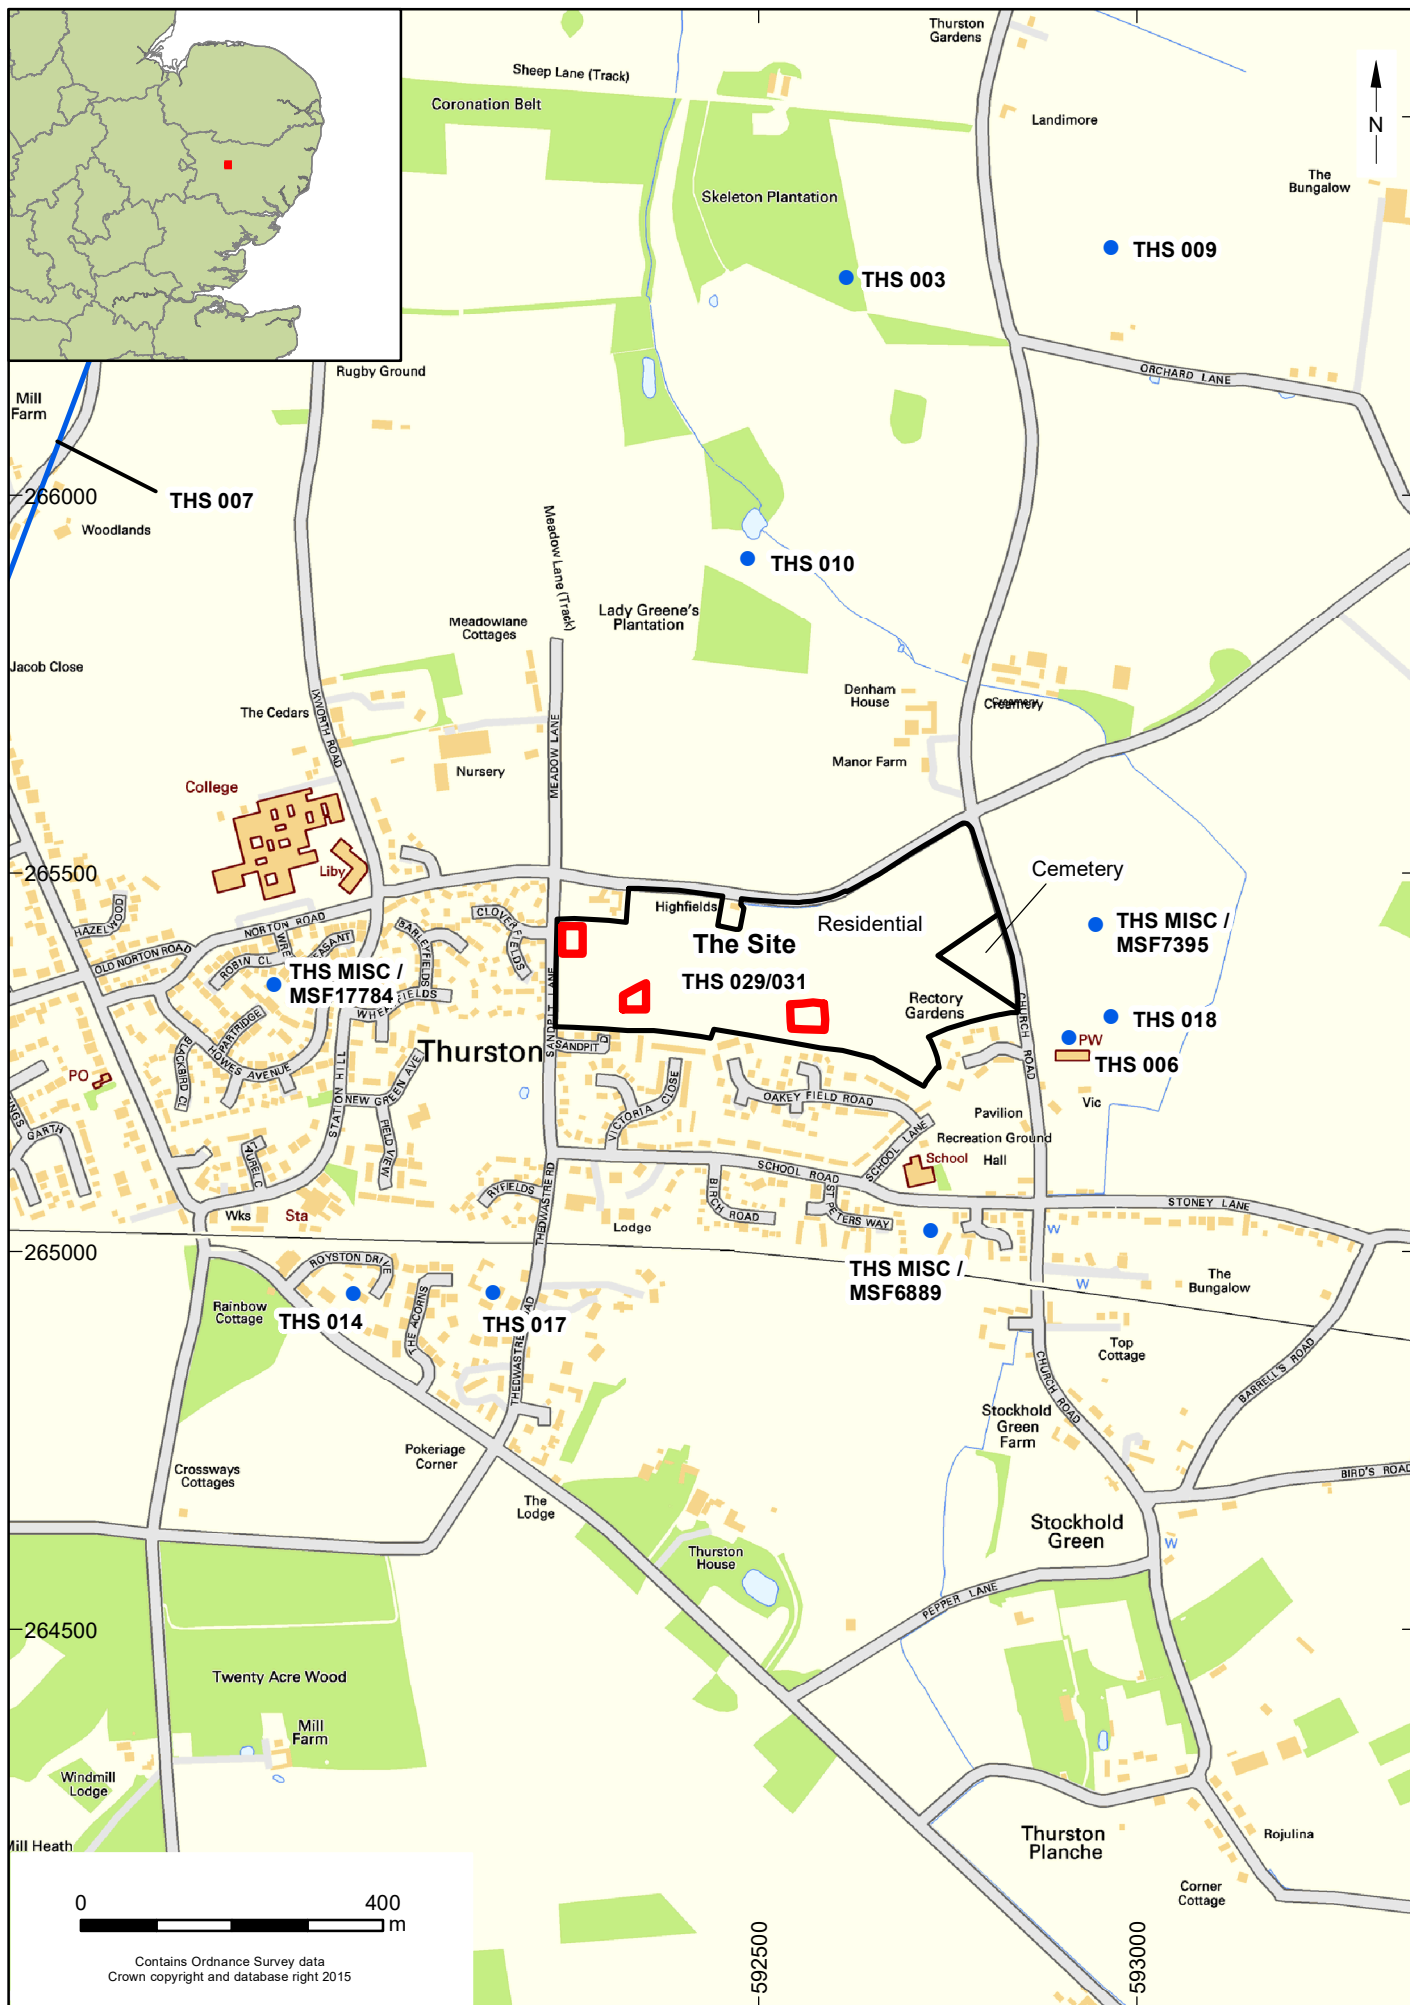 Thurston
Gardens
Sheep Lane (Track)
Coronation Belt
Landimore
N
The
Bungalow
Skeleton Plantation
THS 009
THS 003
ORCHARD LANE
Rugby Ground
Mill
Farm
THS 007
266000
Woodlands
Meadow Lane (Track)
THS 010
Lady Greene's
Plantation
Meadowlane
Cottages
Jacob Close
The Cedars
IXWORTH ROAD
MEADOW LANE
Denham
House
Creamery
Creamery
Manor Farm
Nursery
College
Liby
265500
Cemetery
Highfields
Residential
The Site
THS 029/031
Rectory
Gardens
THS MISC /
MSF7395
HAZELWOOD
NORTON ROAD
OLD NORTON ROAD
ROBIN CL
BARLEYFIELDS
CLOVERFIELDS
THS MISC /
MSF17784
PARTRIDGE
HOWES AVENUE
BLACKBIRD CL
SANDPIT LANE
CHURCH ROAD
THS 018
PW
THS 006
Thurston
SANDPIT
PO
NEW GREEN AVE
STATION HILL
FIELD VIEW
VICTORIA CLOSE
OAKEY FIELD ROAD
Vic
Pavilion
Recreation Ground
Hall
SCHOOL LANE
School
GARTH
SCHOOL ROAD
RYFIELDS
THEDWASTRE RD
BIRCH ROAD
ST PETERS WAY
STONEY LANE
Wks
Sta
Lodge
W
265000
ROYSTON DRIVE
THS MISC /
MSF6889
W
The
Bungalow
Rainbow
Cottage
THS 014
THE ACORNS
THS 017
Top
Cottage
CHURCH ROAD
BARRELL'S ROAD
Stockhold
Green
Farm
Pokeriage
Corner
Crossways
Cottages
BIRD'S ROAD
The
Lodge
Stockhold
Green
Thurston
House
W
PEPPER LANE
264500
Twenty Acre Wood
Mill
Farm
Windmill
Lodge
Mill Heath
Thurston
Planche
Rojulina
Corner
Cottage
0
400
m
Contains Ordnance Survey data
Crown copyright and database right 2015
592500
593000